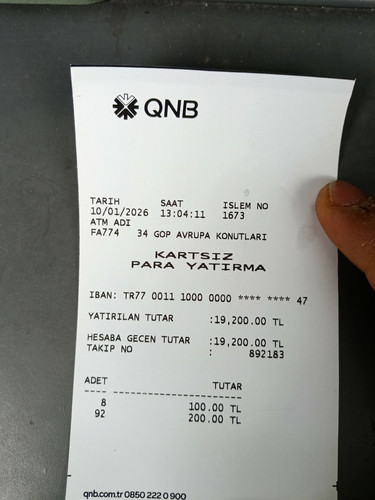 QNB
TARIH SAAT ISLEM NO
10/01/2026 13:04:11 1673
ATM ADI
FA774 34 GOP AVRUPA KONUTLARI
KARTSIZ
PARA YATIRMA
IBAN: TR77 0011 1000 0000 **** **** 47
YATIRILAN TUTAR :19,200.00 TL
HESABA GECEN TUTAR :19,200.00 TL
TAKIP NO : 892183
ADET TUTAR
8 100.00 TL
92 200.00 TL
qnb.com.tr 0850 222 0 900